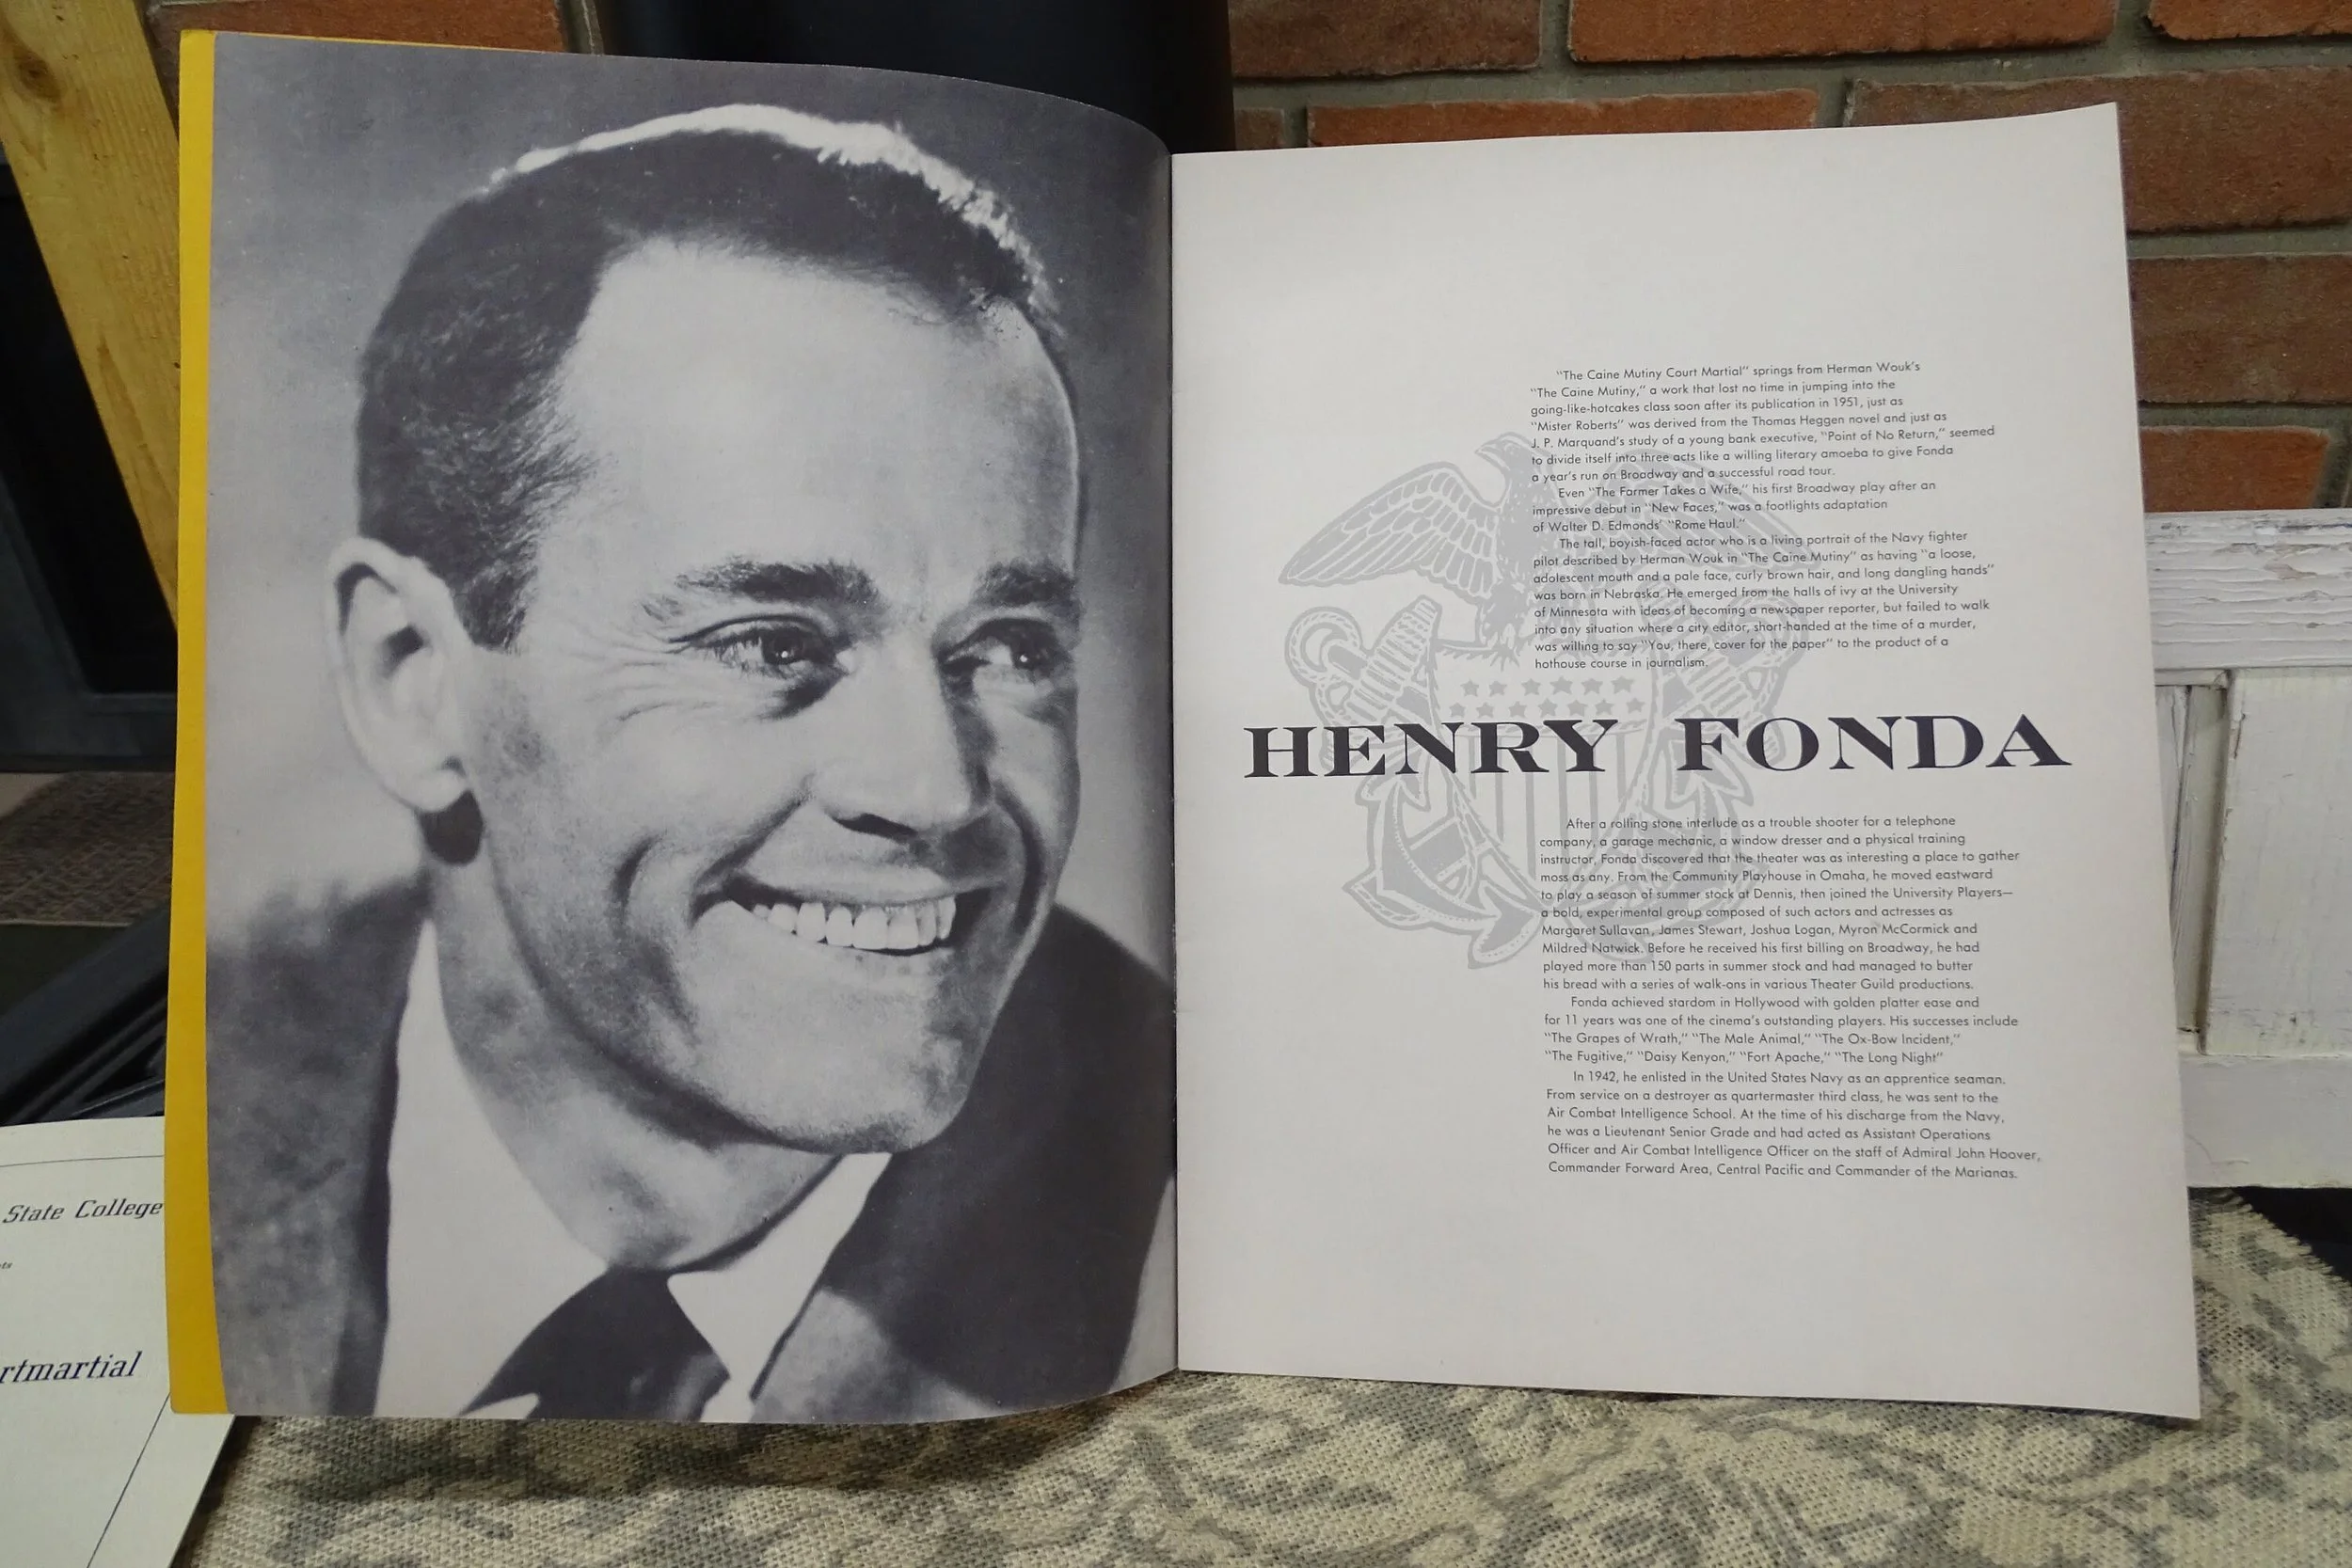 "The Caine Mutiny Court Martial" springs from Herman Wouk's
"The Caine Mutiny," a work that lost no time in jumping into the
going-like-hotcakes class soon after its publication in 1951, just as
"Mister Roberts" was derived from the Thomas Heggen novel and just as
J. P. Marquand's study of a young bank executive, "Point of No Return," seemed
to divide itself into three acts like a willing literary amoeba to give Fonda
a year's run on Broadway and a successful road tour.
Even "The Farmer Takes a Wife," his first Broadway play after an
impressive debut in "New Faces," was a footlights adaptation
of Walter D. Edmonds' "Rome Haul."
The tall, boyish-faced actor who is a living portrait of the Navy fighter
pilot described by Herman Wouk in "The Caine Mutiny" as having "a loose,
adolescent mouth and a pale face, curly brown hair, and long dangling hands"
was born in Nebraska. He emerged from the halls of ivy at the University
of Minnesota with ideas of becoming a newspaper reporter, but failed to walk
into any situation where a city editor, short-handed at the time of a murder,
was willing to say "You, there, cover for the paper" to the product of a
hothouse course in journalism.
HENRY FONDA
After a rolling stone interlude as a trouble shooter for a telephone
company, a garage mechanic, a window dresser and a physical training
instructor, Fonda discovered that the theater was as interesting a place to gather
moss as any. From the Community Playhouse in Omaha, he moved eastward
to play a season of summer stock at Dennis, then joined the University Players—
a bold, experimental group composed of such actors and actresses as
Margaret Sullavan, James Stewart, Joshua Logan, Myron McCormick and
Mildred Natwick. Before he received his first billing on Broadway, he had
played more than 150 parts in summer stock and had managed to butter
his bread with a series of walk-ons in various Theater Guild productions.
Fonda achieved stardom in Hollywood with golden platter ease and
for 11 years was one of the cinema's outstanding players. His successes include
"The Grapes of Wrath," "The Male Animal," "The Ox-Bow Incident,"
"The Fugitive," "Daisy Kenyon," "Fort Apache," "The Long Night"
In 1942, he enlisted in the United States Navy as an apprentice seaman.
From service on a destroyer as quartermaster third class, he was sent to the
Air Combat Intelligence School. At the time of his discharge from the Navy,
he was a Lieutenant Senior Grade and had acted as Assistant Operations
Officer and Air Combat Intelligence Officer on the staff of Admiral John Hoover,
Commander Forward Area, Central Pacific and Commander of the Marianas.
State College
rtmartial